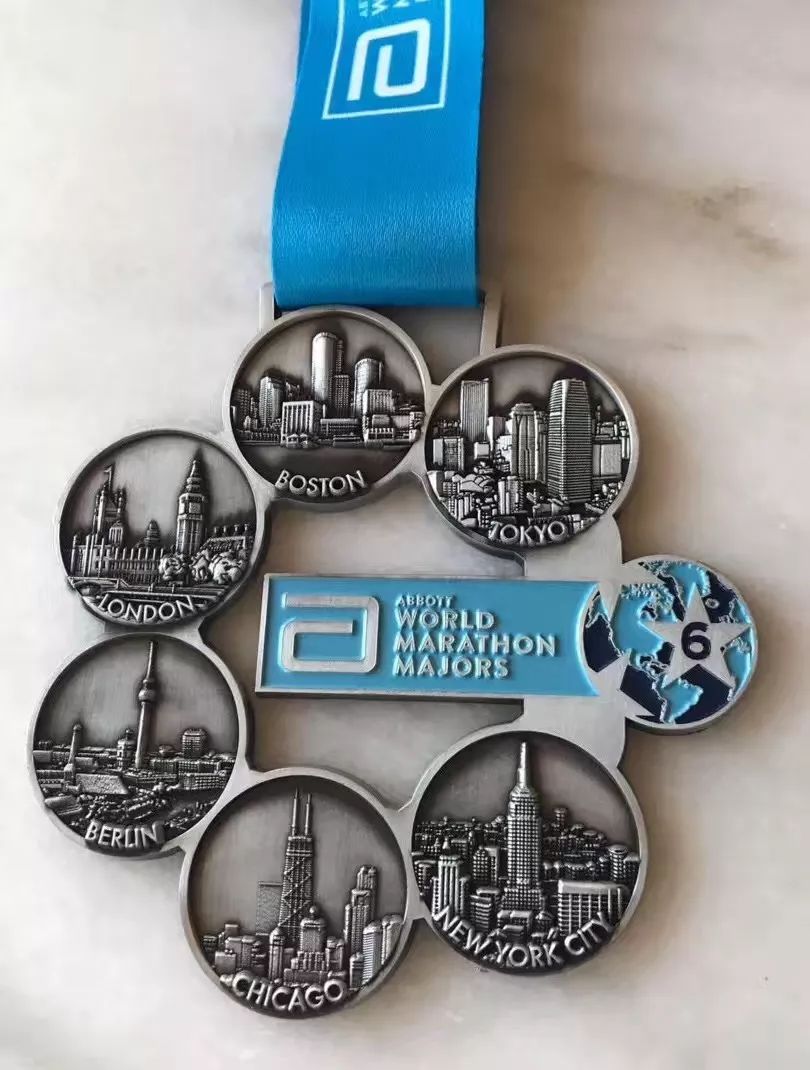 BOSTON
TOKYO
LONDON
ABBOTT
WORLD
MARATHON
MAJORS
6
BERLIN
CHICAGO
NEW YORK CITY